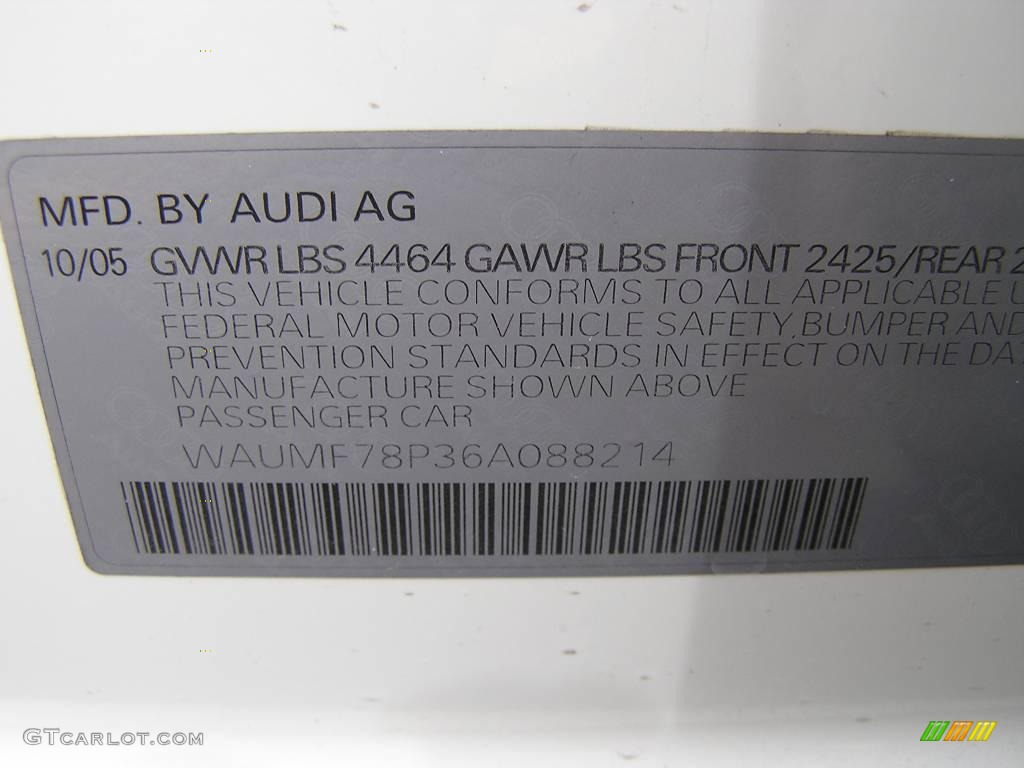 MFD. BY AUDI AG
10/05 GVWR LBS 4464 GAWR LBS FRONT 2425/REAR 2
THIS VEHICLE CONFORMS TO ALL APPLICABLE
FEDERAL MOTOR VEHICLE SAFETY, BUMPER AND
PREVENTION STANDARDS IN EFFECT ON THE
MANUFACTURE SHOWN ABOVE
PASSENGER CAR
WAUMF78P36A088214
GTCARLOT.COM